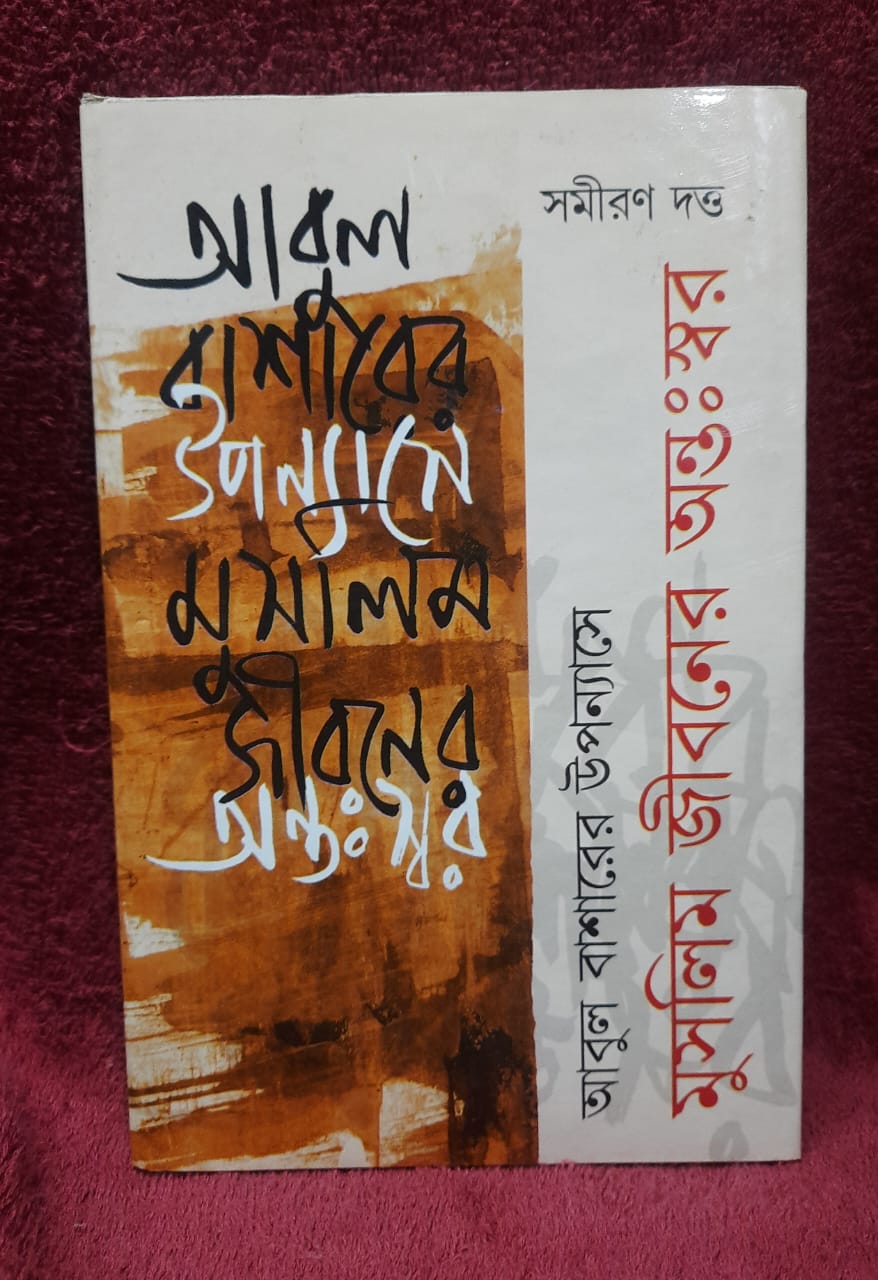 আবুল
বাশারের
উপন্যাসে
মুসলিম
জীবনের
অন্তঃস্বর
সমীরণ দত্ত
আবুল বাশারের উপন্যাসে
মুসলিম জীবনের অন্তঃস্বর